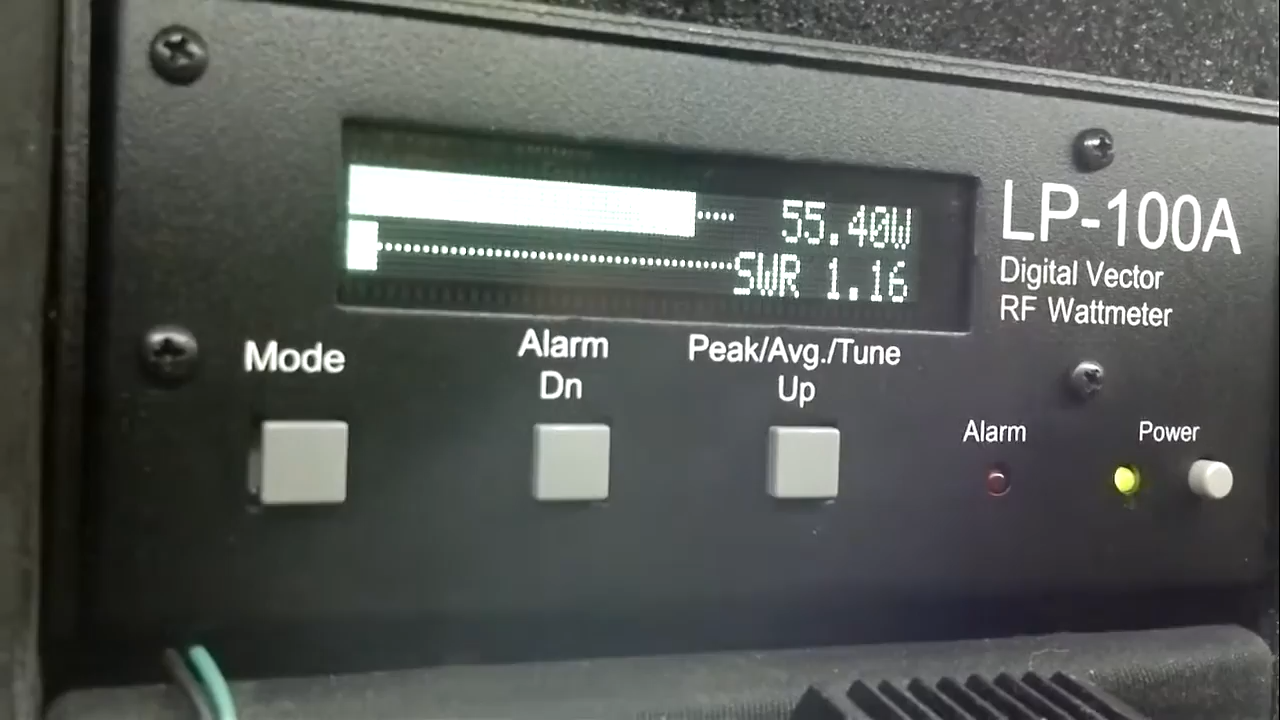 55.40W
SWR 1.16
LP-100A
Digital Vector
RF Wattmeter
Mode
Alarm
Dn
Peak/Avg./Tune
Up
Alarm
Power